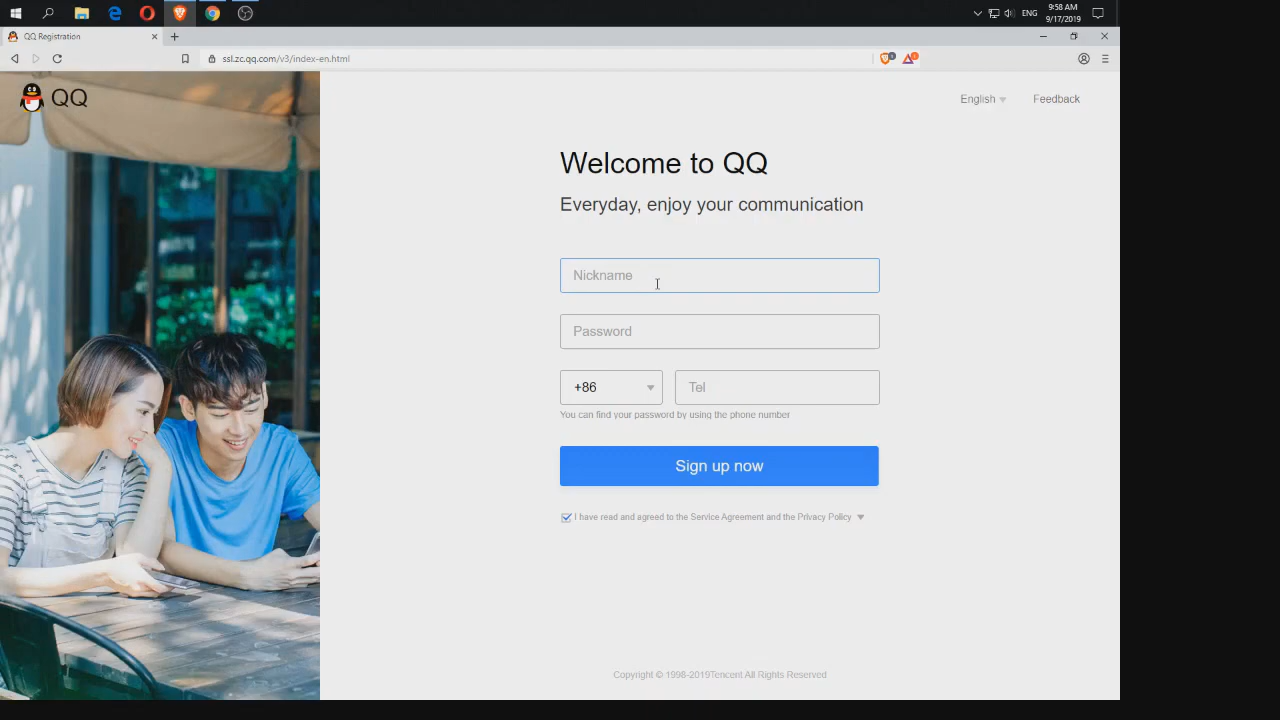 9:58 AM
ENG
9/17/2019
QQ Registration
ssl.zc.qq.com/v3/index-en.html
QQ
English
Feedback
Welcome to QQ
Everyday, enjoy your communication
Nickname
Password
+86
Tel
You can find your password by using the phone number
Sign up now
I have read and agreed to the Service Agreement and the Privacy Policy
Copyright © 1998-2019Tencent All Rights Reserved